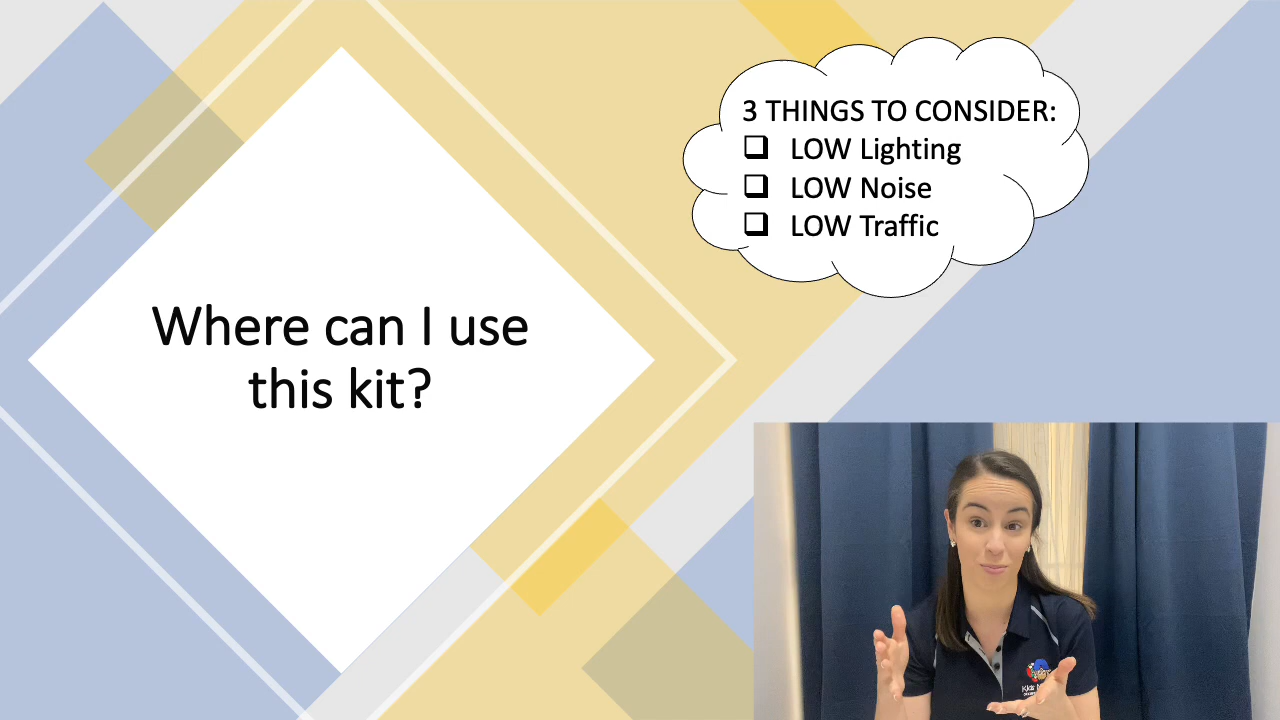 3 THINGS TO CONSIDER:
❑ LOW Lighting
❑ LOW Noise
❑ LOW Traffic
Where can I use
this kit?